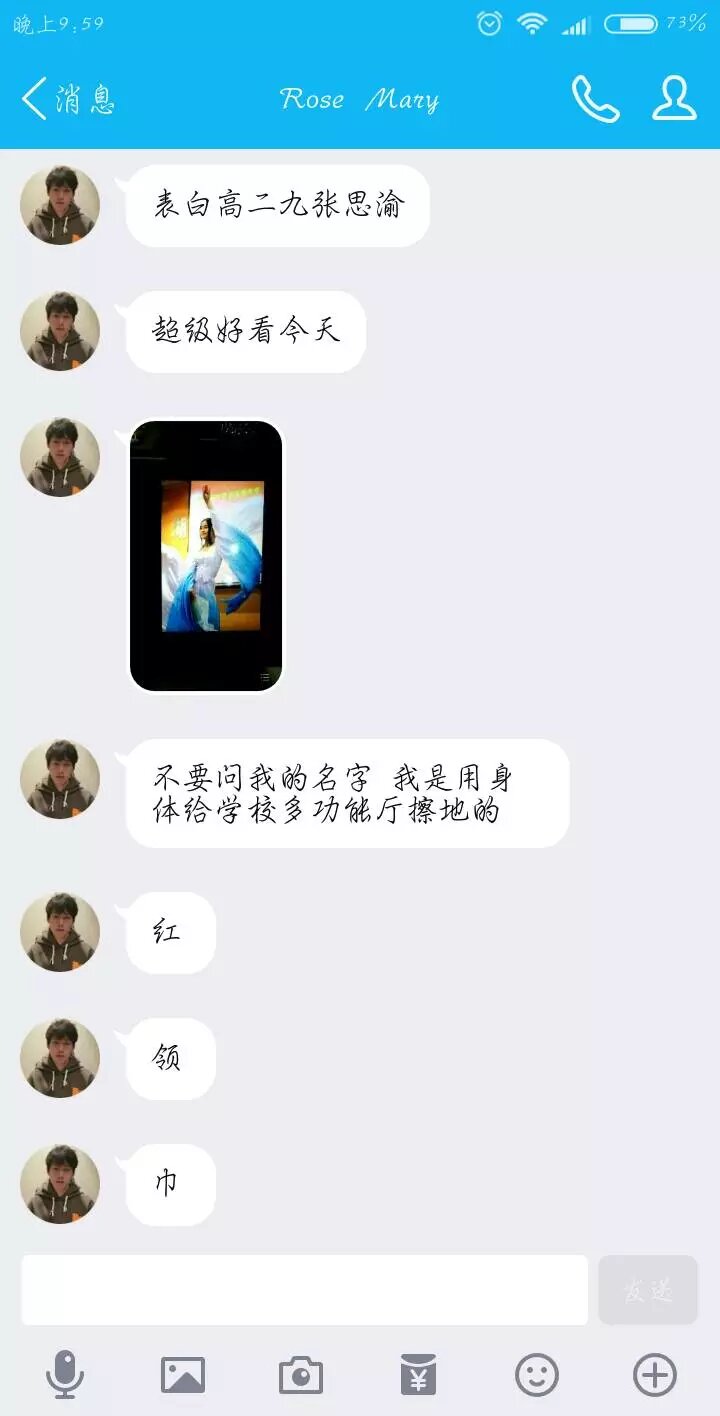 晚上9:59
73%
消息
Rose Mary
表白高二九张思渝
超级好看今天
不要问我的名字 我是用身
体给学校多功能厅擦地的
红
领
巾
发送